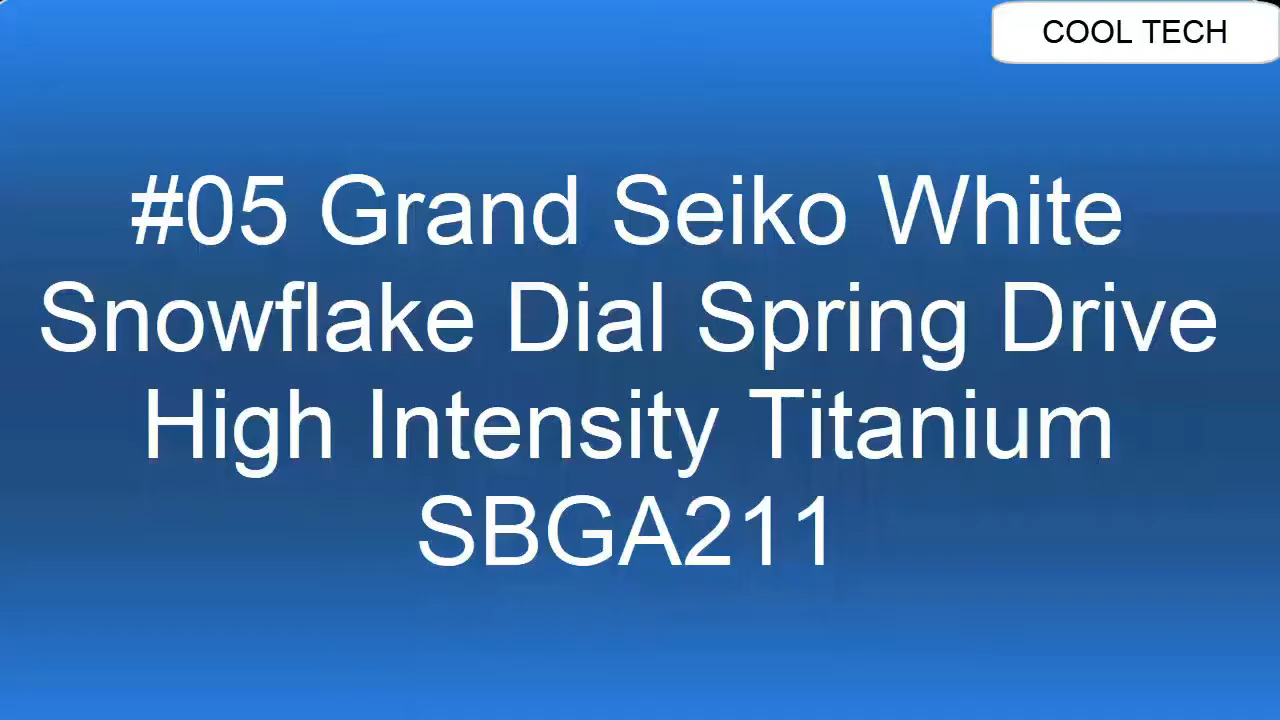 COOL TECH
#05 Grand Seiko White
Snowflake Dial Spring Drive
High Intensity Titanium
SBGA211